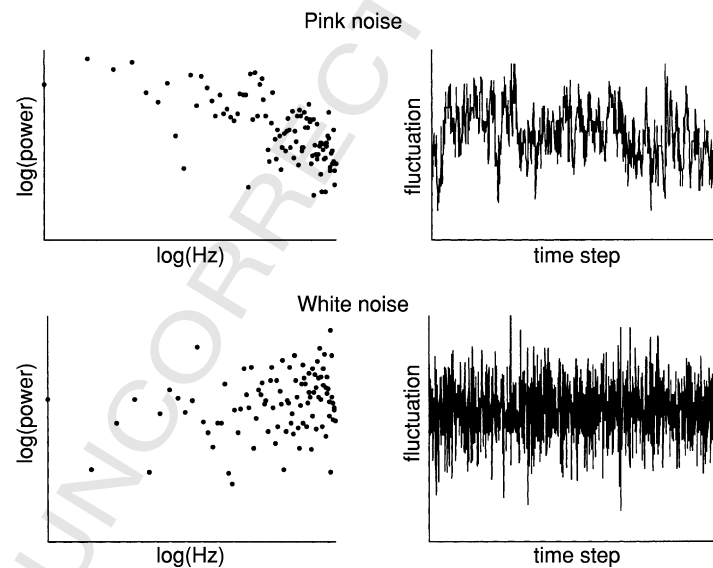 Pink noise
log(power)
log(Hz)
fluctuation
time step
White noise
log(power)
log(Hz)
fluctuation
time step
UNCORRECT